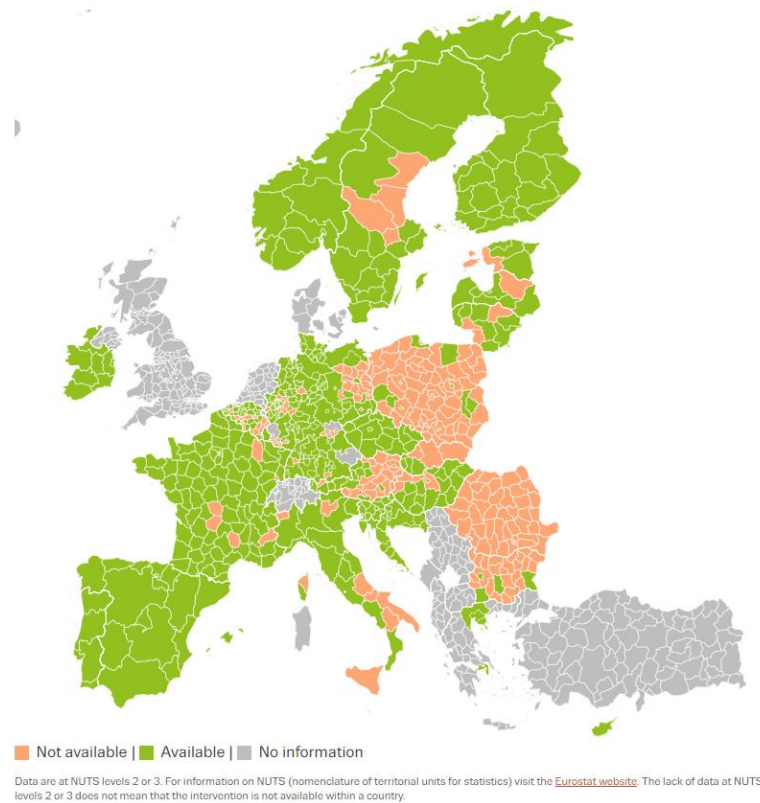 Not available | Available | No information
Data are at NUTS levels 2 or 3. For information on NUTS (nomenclature of territorial units for statistics) visit the Eurostat website. The lack of data at NUTS
levels 2 or 3 does not mean that the intervention is not available within a country.